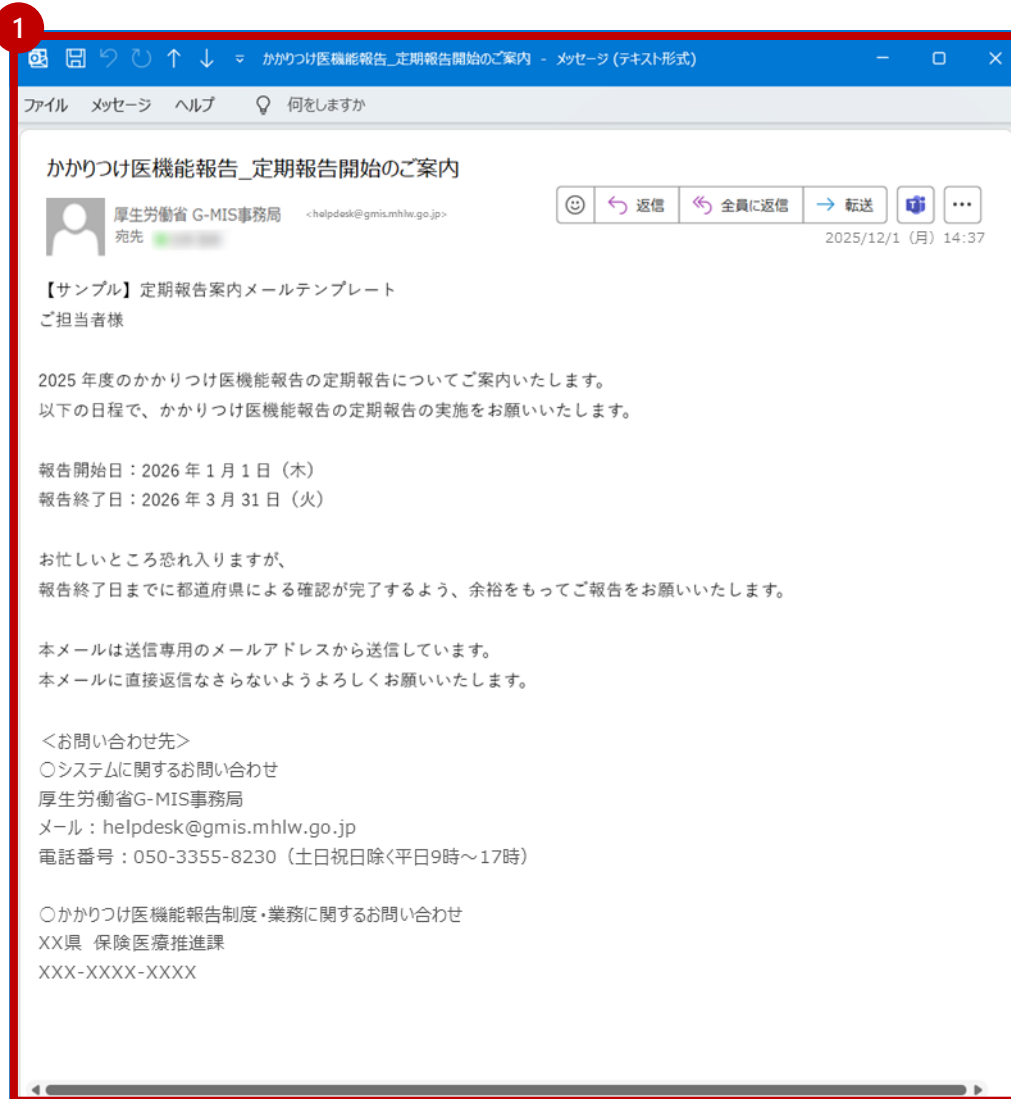 1
かかりつけ医機能報告_定期報告開始のご案内 - メッセージ (テキスト形式)
ファイル メッセージ ヘルプ 何をしますか
かかりつけ医機能報告_定期報告開始のご案内
厚生労働省 G-MIS事務局 <helpdesk@gmis.mhlw.go.jp>
返信 全員に返信 転送
宛先
2025/12/1 (月) 14:37
【サンプル】定期報告案内メールテンプレート
ご担当者様
2025 年度のかかりつけ医機能報告の定期報告についてご案内いたします。
以下の日程で、かかりつけ医機能報告の定期報告の実施をお願いいたします。
報告開始日：2026 年 1 月 1 日（木）
報告終了日：2026 年 3 月 31 日（火）
お忙しいところ恐れ入りますが、
報告終了日までに都道府県による確認が完了するよう、余裕をもってご報告をお願いいたします。
本メールは送信専用のメールアドレスから送信しています。
本メールに直接返信なさらないようよろしくお願いいたします。
＜お問い合わせ先＞
○システムに関するお問い合わせ
厚生労働省G-MIS事務局
メール：helpdesk@gmis.mhlw.go.jp
電話番号：050-3355-8230（土日祝日除く平日9時～17時）
○かかりつけ医機能報告制度・業務に関するお問い合わせ
XX県 保険医療推進課
XXX-XXXX-XXXX